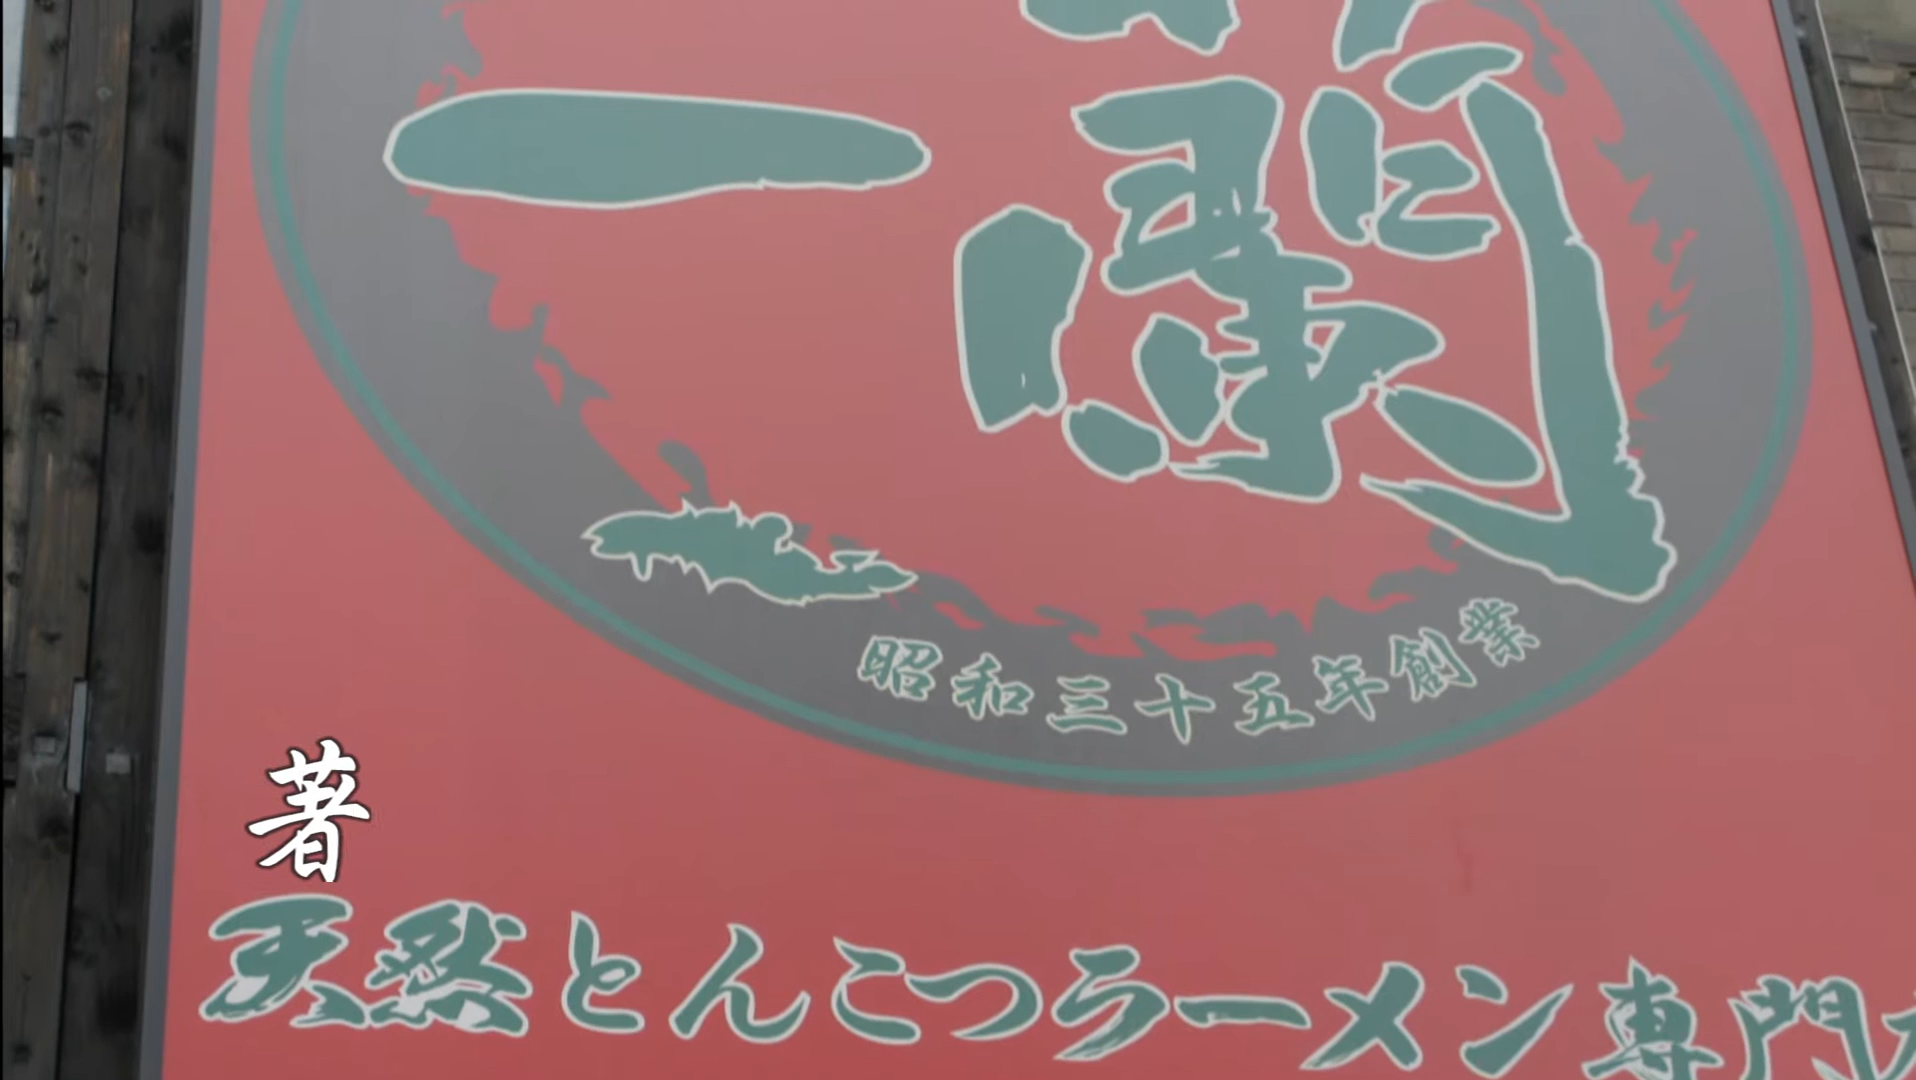 一蘭
昭和三十五年創業
著
天然とんこつラーメン専門